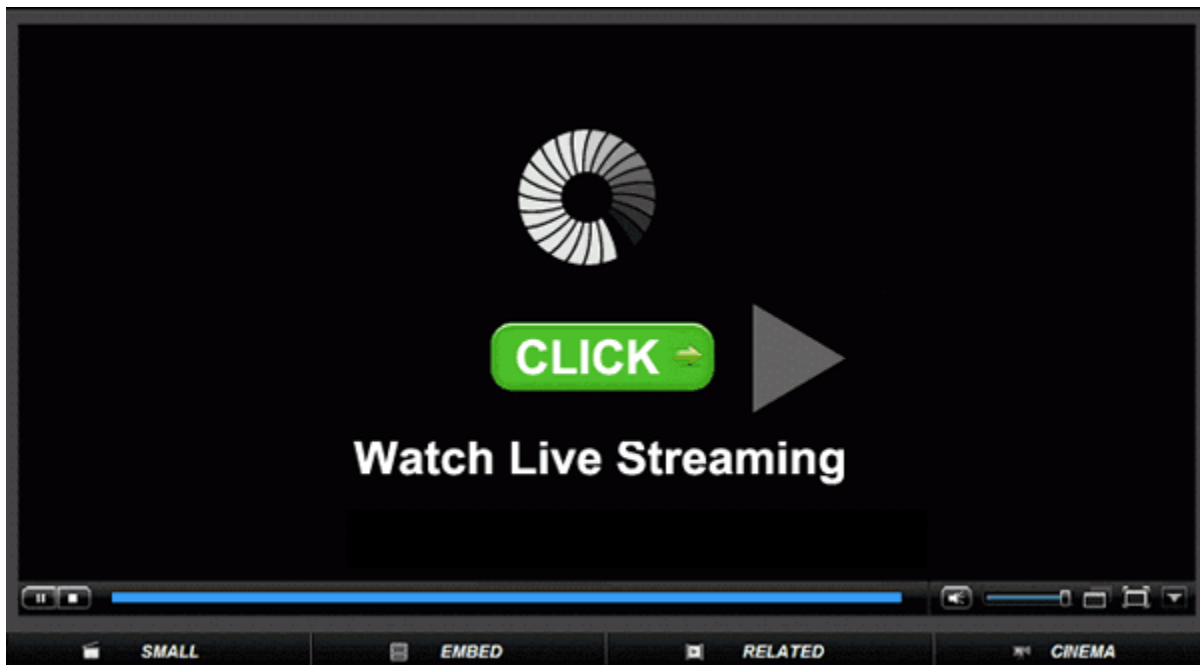 CLICK
Watch Live Streaming
SMALL
EMBED
RELATED
CINEMA